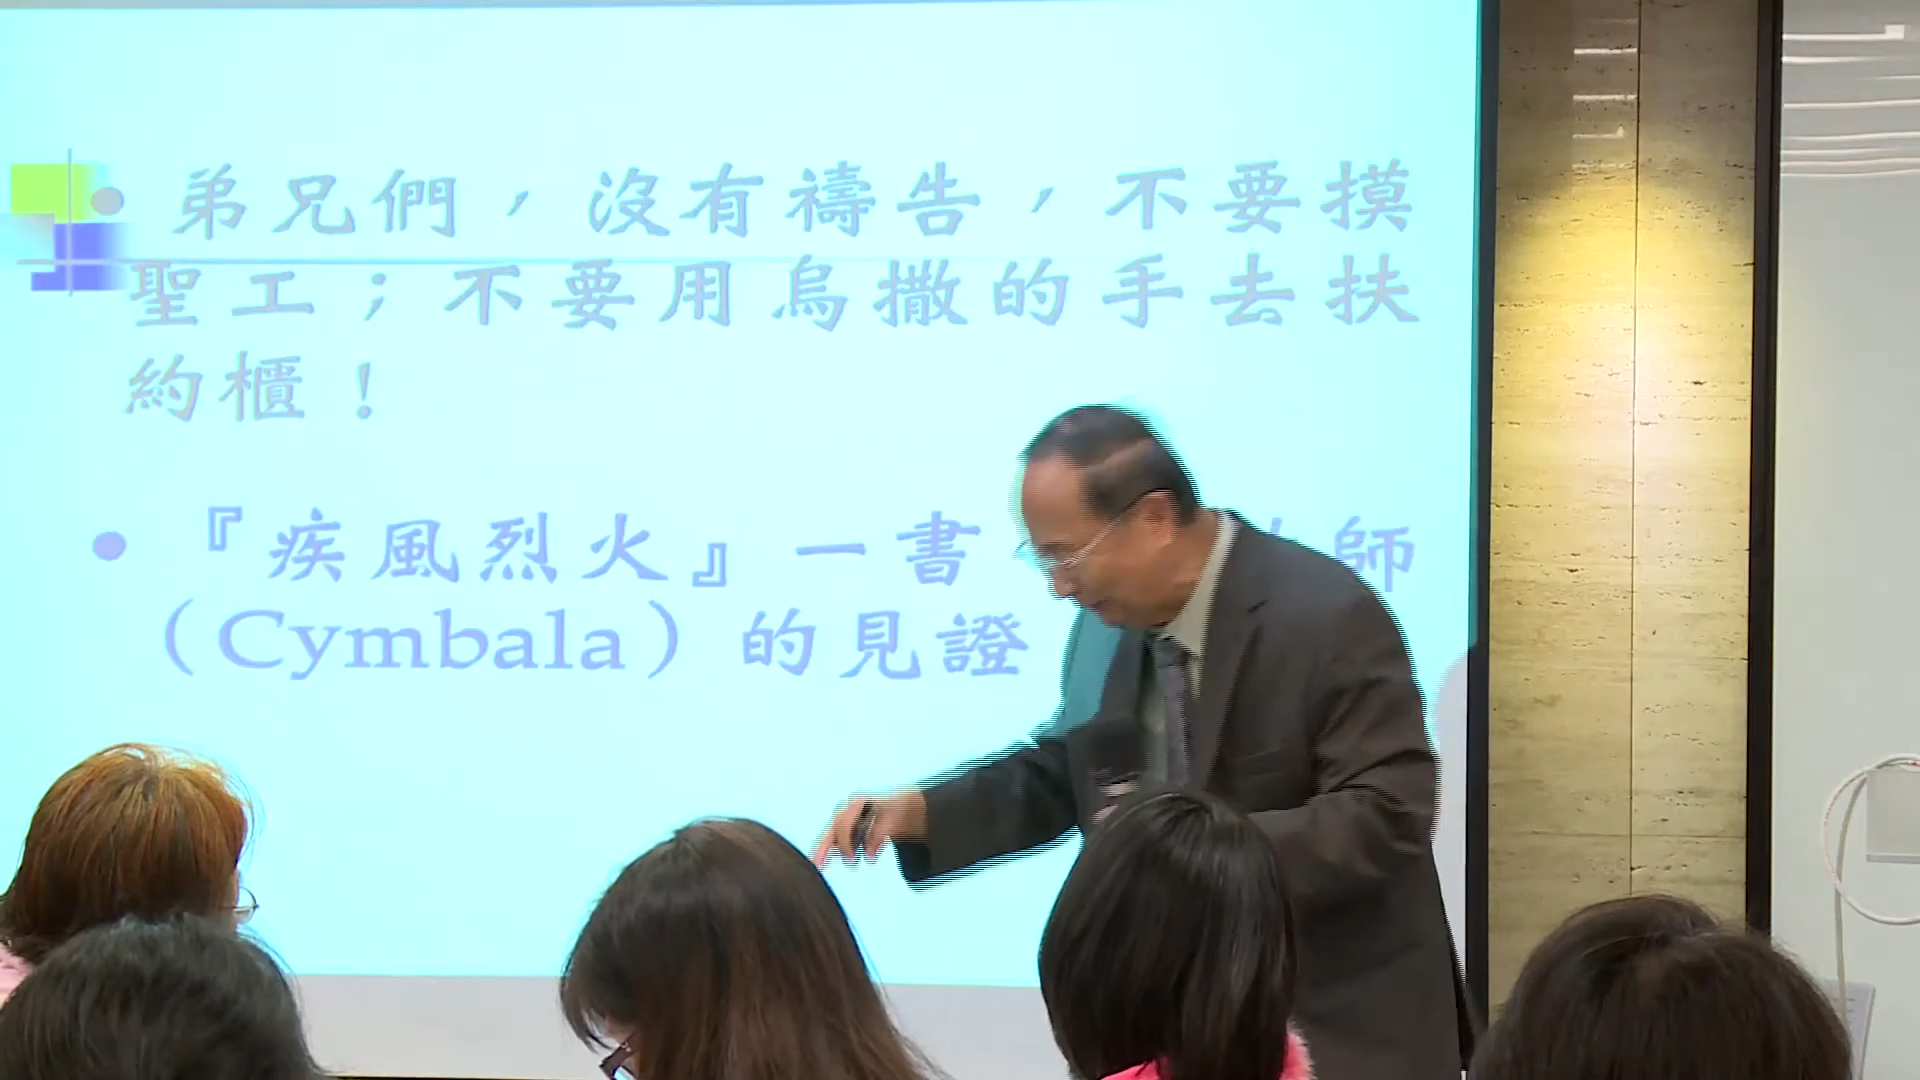 弟兄們，沒有禱告，不要摸
聖工；不要用烏撒的手去扶
約櫃！
『疾風烈火』一書 師
（Cymbala）的見證